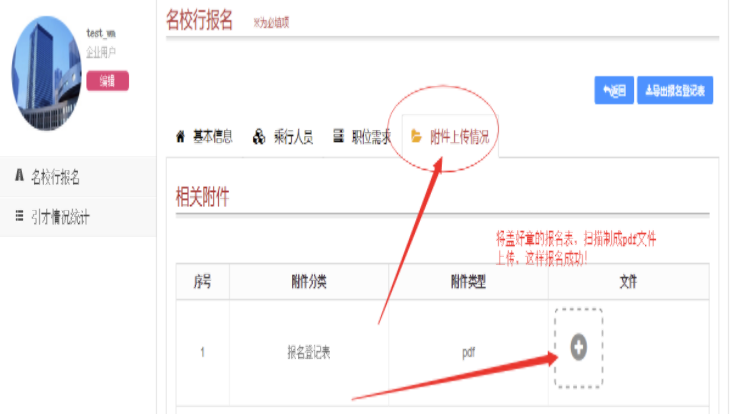 名校行报名 ※为必填项
test_wm
企业用户
编辑
返回 导出报名登记表
基本信息 乘行人员 职位需求 附件上传情况
名校行报名
引才情况统计
相关附件
将盖好章的报名表，扫描制成pdf文件
上传，这样报名成功！
序号 附件分类 附件类型 文件
1 报名登记表 pdf